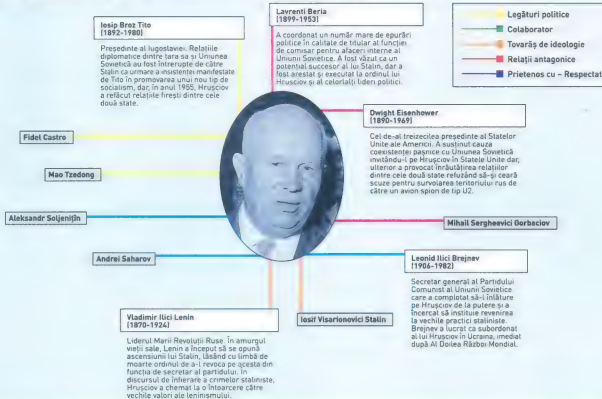 Iosip Broz Tito
(1892-1980)
Președinte al Iugoslaviei. Relațiile
diplomatice dintre țara sa și Uniunea
Sovietică au fost întrerupte de către
Stalin ca urmare a insistenței manifestate
de Tito în promovarea unui nou tip de
socialism, dar, în anul 1955, Hrușciov
a refăcut relațiile firești dintre cele
două state.
Lavrenti Beria
(1899-1953)
A coordonat un număr mare de epurări
politice în calitate de titular al funcției
de comisar pentru afaceri interne al
Uniunii Sovietice. A fost văzut ca un
potențial succesor al lui Stalin, dar a
fost arestat și executat la ordinul lui
Hrușciov și al celorlalți lideri politici.
Legături politice
Colaborator
Tovarăș de ideologie
Relații antagonice
Prietenos cu – Respectat
Dwight Eisenhower
(1890-1969)
Cel de-al treizecilea președinte al Statelor
Unite ale Americii. A susținut cauza
coexistenței pașnice cu Uniunea Sovietică
invitându-l pe Hrușciov în Statele Unite dar,
ulterior a provocat înrăutățirea relațiilor
dintre cele două state refuzând să-și ceară
scuze pentru survolarea teritoriului rus de
către un avion spion de tip U2.
Fidel Castro
Mao Tzedong
Aleksandr Soljenițîn
Andrei Saharov
Mihail Sergheevici Gorbaciov
Leonid Ilici Brejnev
(1906-1982)
Secretar general al Partidului
Comunist al Uniunii Sovietice
care a complotat să-l înlăture
pe Hrușciov de la putere și a
încercat să instituie revenirea
la vechile practici staliniste.
Brejnev a lucrat ca subordonat
al lui Hrușciov în Ucraina, imediat
după Al Doilea Război Mondial.
Vladimir Ilici Lenin
(1870-1924)
Liderul Marii Revoluții Ruse. În amurgul
vieții sale, Lenin a început să se opună
ascensiunii lui Stalin, lăsând cu limbă de
moarte ordinul de a-l revoca pe acesta din
funcția de secretar al partidului. În
discursul de înfierare a crimelor staliniste,
Hrușciov a chemat la o întoarcere către
vechile valori ale leninismului.
Iosif Visarionovici Stalin